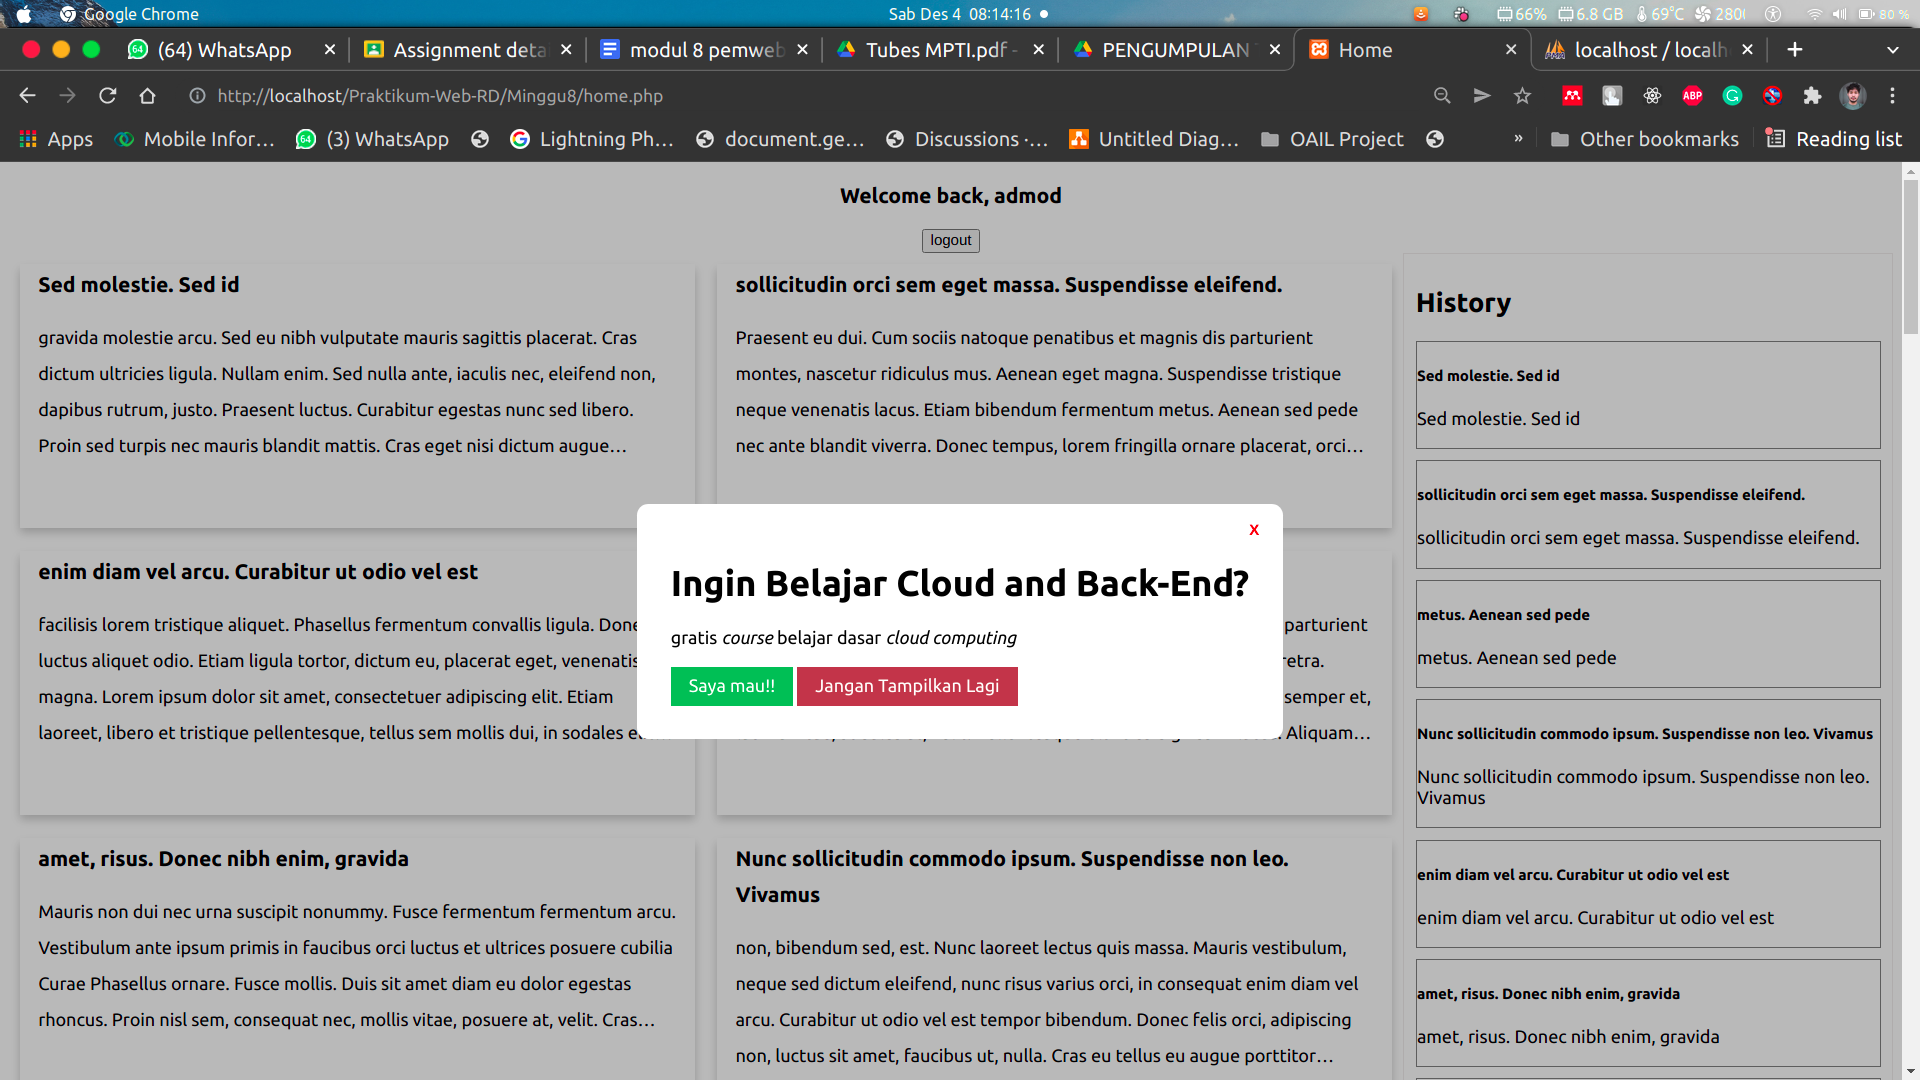 Google Chrome
Sab Des 4 08:14:16
66% 6.8 GB 69°C 80 %
(64) WhatsApp
Assignment deta
modul 8 pemweb
Tubes MPTI.pdf -
PENGUMPULAN
Home
localhost / localh
http://localhost/Praktikum-Web-RD/Minggu8/home.php
ABP
Apps
Mobile Infor...
(3) WhatsApp
Lightning Ph...
document.ge...
Discussions ·...
Untitled Diag...
OAIL Project
»
Other bookmarks
Reading list
Welcome back, admod
logout
Sed molestie. Sed id
gravida molestie arcu. Sed eu nibh vulputate mauris sagittis placerat. Cras
dictum ultricies ligula. Nullam enim. Sed nulla ante, iaculis nec, eleifend non,
dapibus rutrum, justo. Praesent luctus. Curabitur egestas nunc sed libero.
Proin sed turpis nec mauris blandit mattis. Cras eget nisi dictum augue...
sollicitudin orci sem eget massa. Suspendisse eleifend.
Praesent eu dui. Cum sociis natoque penatibus et magnis dis parturient
montes, nascetur ridiculus mus. Aenean eget magna. Suspendisse tristique
neque venenatis lacus. Etiam bibendum fermentum metus. Aenean sed pede
nec ante blandit viverra. Donec tempus, lorem fringilla ornare placerat, orci...
enim diam vel arcu. Curabitur ut odio vel est
facilisis lorem tristique aliquet. Phasellus fermentum convallis ligula. Done
luctus aliquet odio. Etiam ligula tortor, dictum eu, placerat eget, venenatis
magna. Lorem ipsum dolor sit amet, consectetuer adipiscing elit. Etiam
laoreet, libero et tristique pellentesque, tellus sem mollis dui, in sodales
parturient
etra.
semper et,
Aliquam...
X
Ingin Belajar Cloud and Back-End?
gratis course belajar dasar cloud computing
Saya mau!!
Jangan Tampilkan Lagi
amet, risus. Donec nibh enim, gravida
Mauris non dui nec urna suscipit nonummy. Fusce fermentum fermentum arcu.
Vestibulum ante ipsum primis in faucibus orci luctus et ultrices posuere cubilia
Curae Phasellus ornare. Fusce mollis. Duis sit amet diam eu dolor egestas
rhoncus. Proin nisl sem, consequat nec, mollis vitae, posuere at, velit. Cras...
Nunc sollicitudin commodo ipsum. Suspendisse non leo.
Vivamus
non, bibendum sed, est. Nunc laoreet lectus quis massa. Mauris vestibulum,
neque sed dictum eleifend, nunc risus varius orci, in consequat enim diam vel
arcu. Curabitur ut odio vel est tempor bibendum. Donec felis orci, adipiscing
non, luctus sit amet, faucibus ut, nulla. Cras eu tellus eu augue porttitor...
History
Sed molestie. Sed id
Sed molestie. Sed id
sollicitudin orci sem eget massa. Suspendisse eleifend.
sollicitudin orci sem eget massa. Suspendisse eleifend.
metus. Aenean sed pede
metus. Aenean sed pede
Nunc sollicitudin commodo ipsum. Suspendisse non leo. Vivamus
Nunc sollicitudin commodo ipsum. Suspendisse non leo.
Vivamus
enim diam vel arcu. Curabitur ut odio vel est
enim diam vel arcu. Curabitur ut odio vel est
amet, risus. Donec nibh enim, gravida
amet, risus. Donec nibh enim, gravida